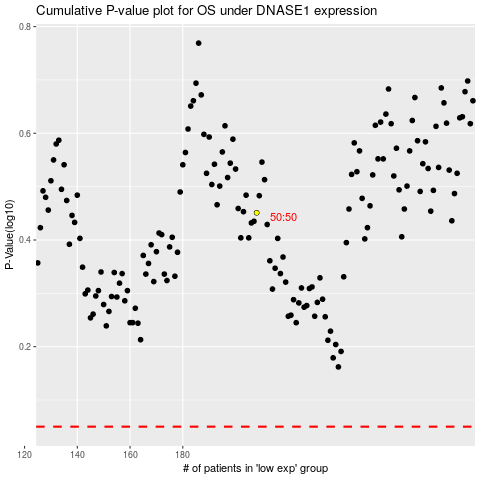 Cumulative P-value plot for OS under DNASE1 expression
P-Value(log10)
0.8
0.6
0.4
0.2
50:50
120 140 160 180
# of patients in 'low exp' group